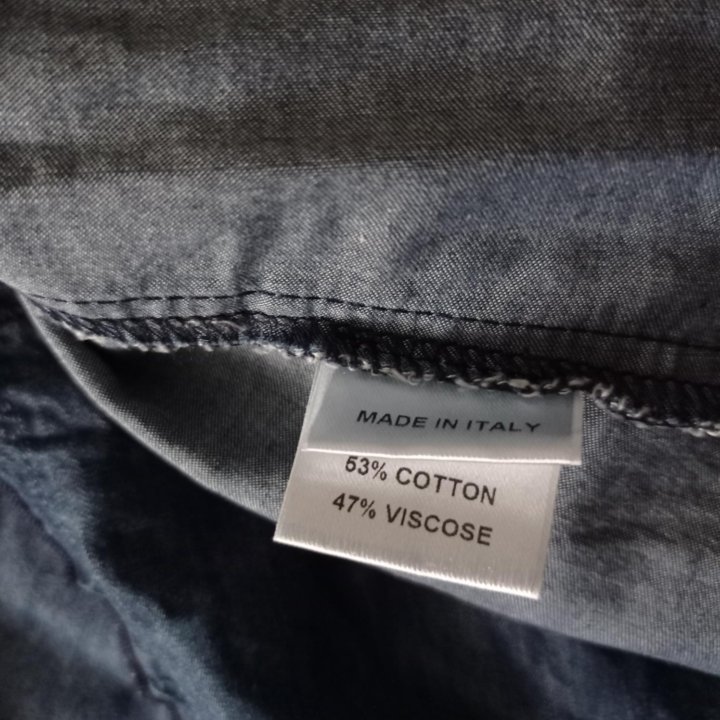 MADE IN ITALY
53% COTTON
47% VISCOSE